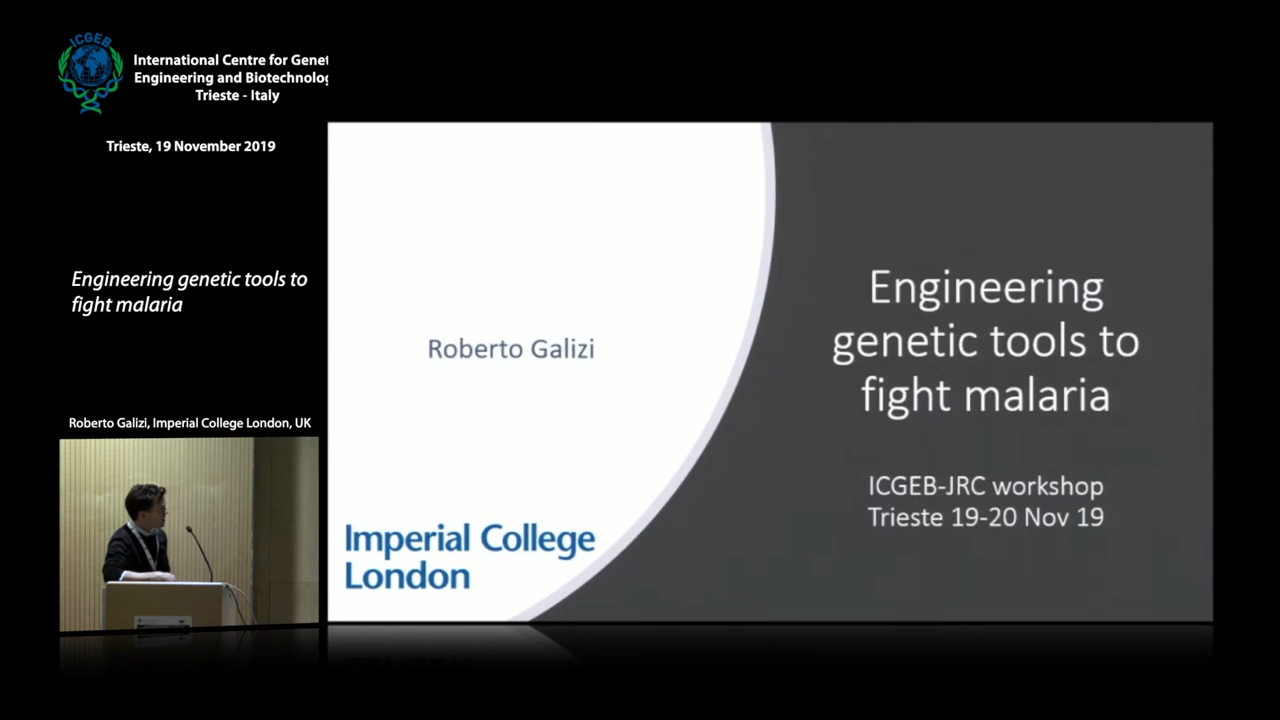 ICGEB
International Centre for Genet
Engineering and Biotechnolog
Trieste - Italy
Trieste, 19 November 2019
Engineering genetic tools to
fight malaria
Roberto Galizi, Imperial College London, UK
Roberto Galizi
Imperial College
London
Engineering
genetic tools to
fight malaria
ICGEB-JRC workshop
Trieste 19-20 Nov 19